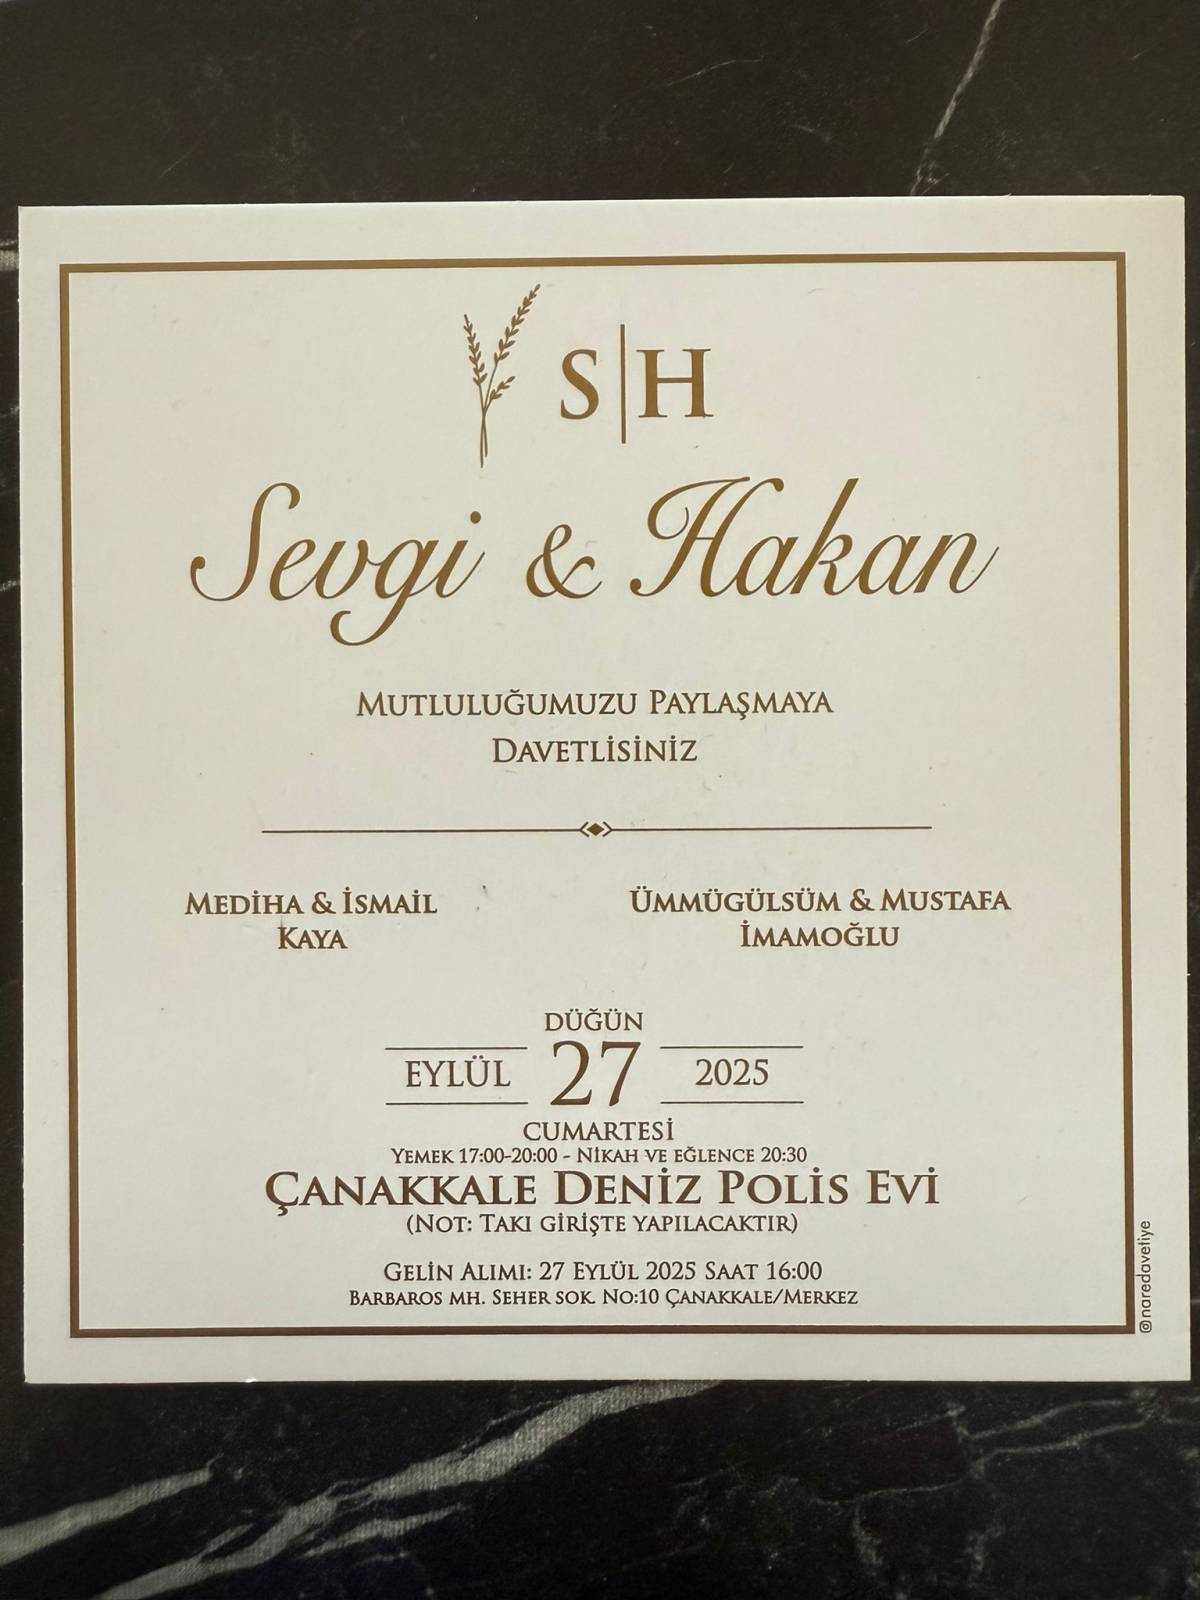 S|H
Sevgi & Hakan
MUTLULUĞUMUZU PAYLAŞMAYA
DAVETLİSİNİZ
MEDİHA & İSMAİL
KAYA
ÜMMÜGÜLSÜM & MUSTAFA
İMAMOĞLU
DÜĞÜN
EYLÜL 27 2025
CUMARTESİ
YEMEK 17:00-20:00 - NİKAH VE EĞLENCE 20:30
ÇANAKKALE DENİZ POLİS EVİ
(NOT: TAKI GİRİŞTE YAPILACAKTIR)
GELİN ALIMI: 27 EYLÜL 2025 SAAT 16:00
BARBAROS MH. SEHER SOK. NO:10 ÇANAKKALE/MERKEZ
@naredavetiye